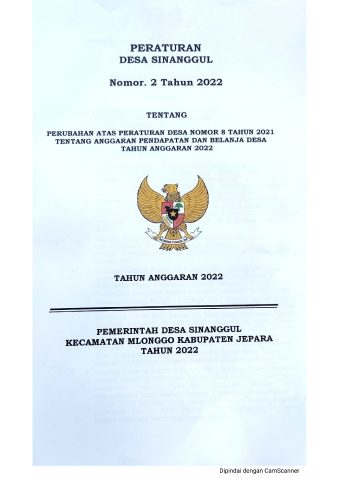 PERATURAN
DESA SINANGGUL
Nomor. 2 Tahun 2022
TENTANG
PERUBAHAN ATAS PERATURAN DESA NOMOR 8 TAHUN 2021
TENTANG ANGGARAN PENDAPATAN DAN BELANJA DESA
TAHUN ANGGARAN 2022
TAHUN ANGGARAN 2022
PEMERINTAH DESA SINANGGUL
KECAMATAN MLONGGO KABUPATEN JEPARA
TAHUN 2022
Dipindai dengan CamScanner